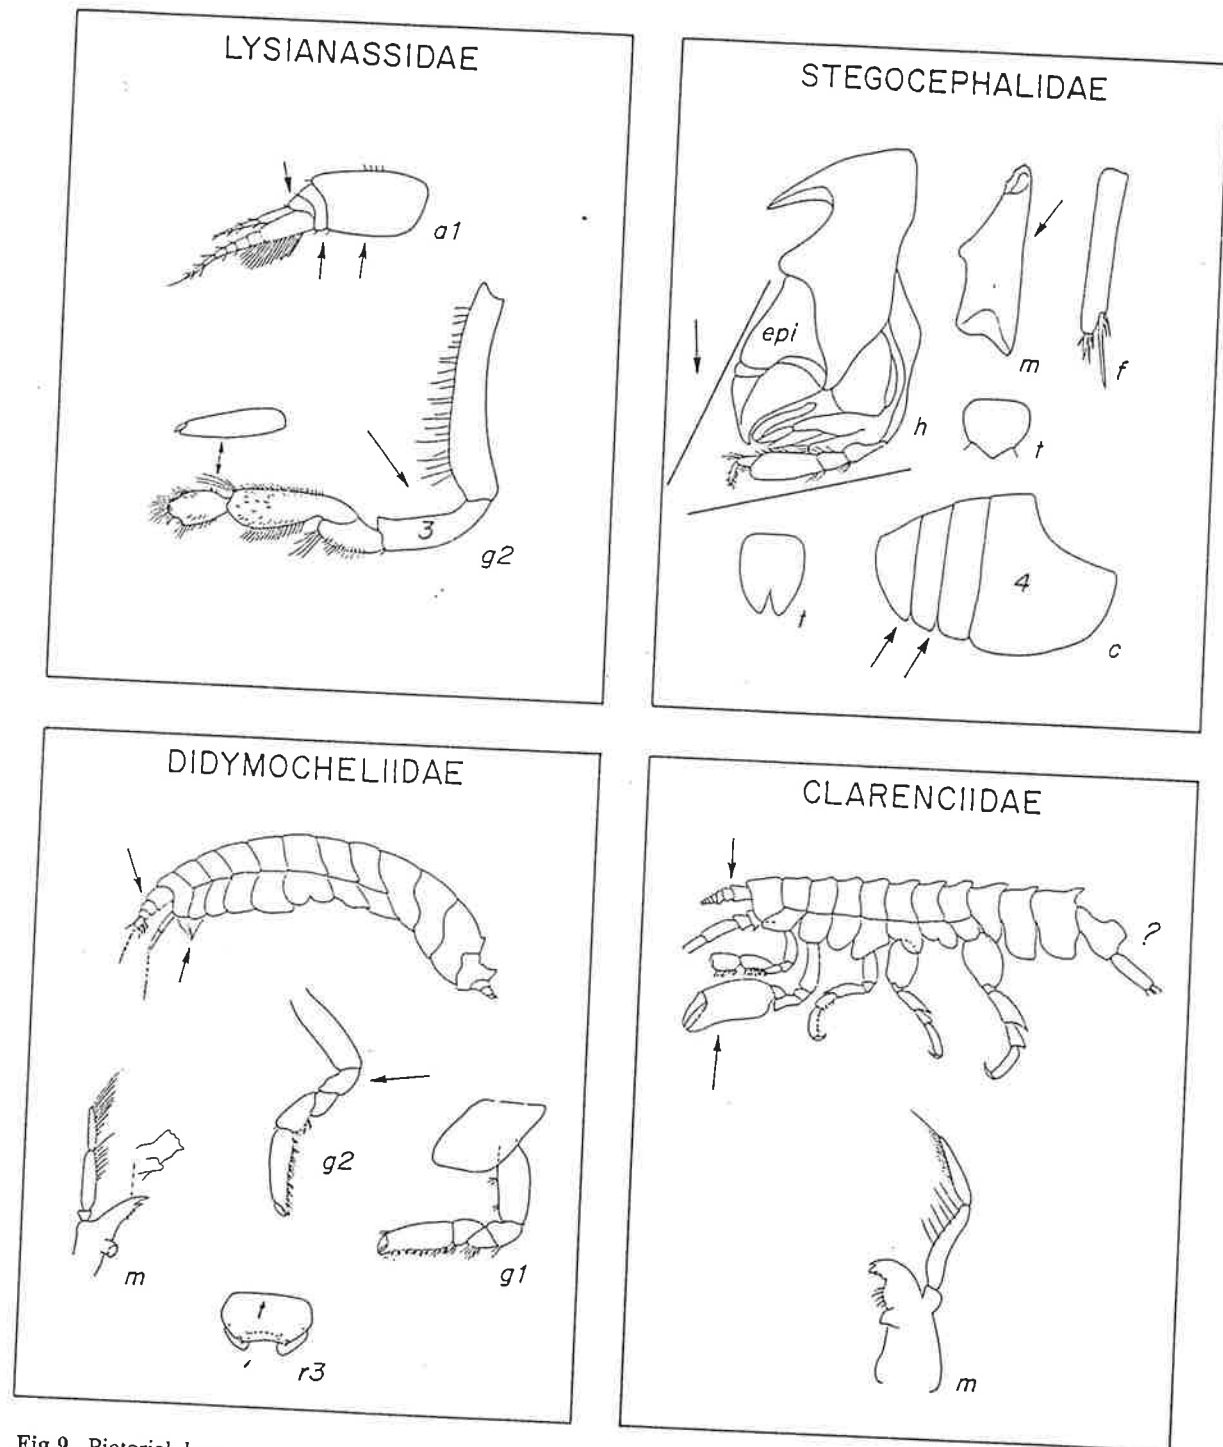 LYSIANASSIDAE
a1
3
g2
STEGOCEPHALIDAE
epi
h
m
f
t
t
4
c
DIDYMOCHELIIDAE
g2
m
g1
t
r3
CLARENCIIDAE
?
m
Fig.9. Pictorial